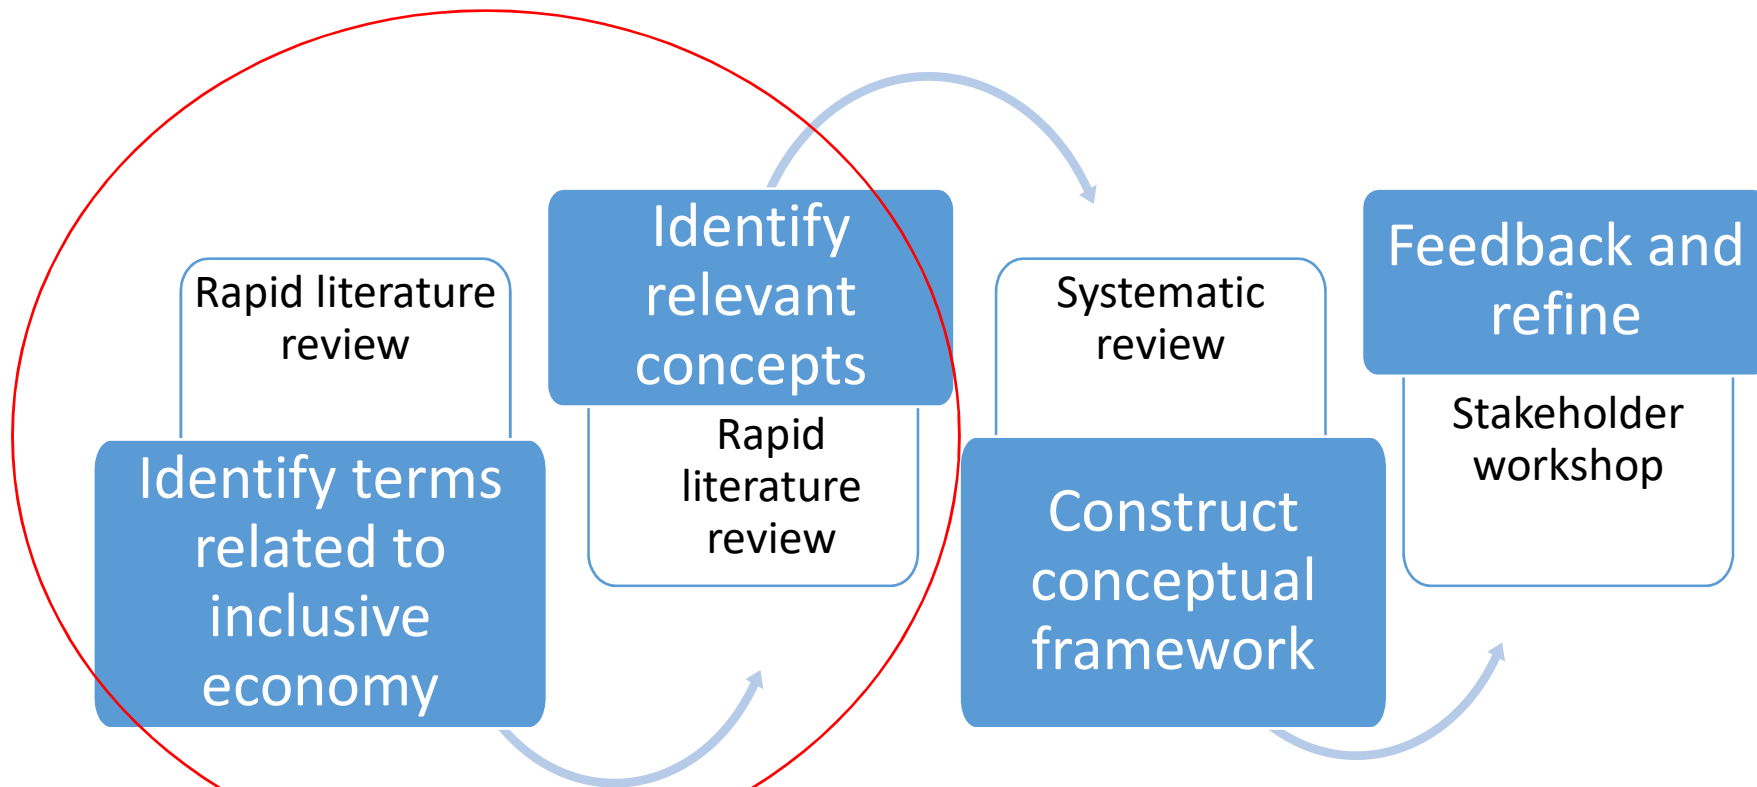 Rapid literature
review
Identify terms
related to
inclusive
economy
Identify
relevant
concepts
Rapid
literature
review
Systematic
review
Construct
conceptual
framework
Feedback and
refine
Stakeholder
workshop